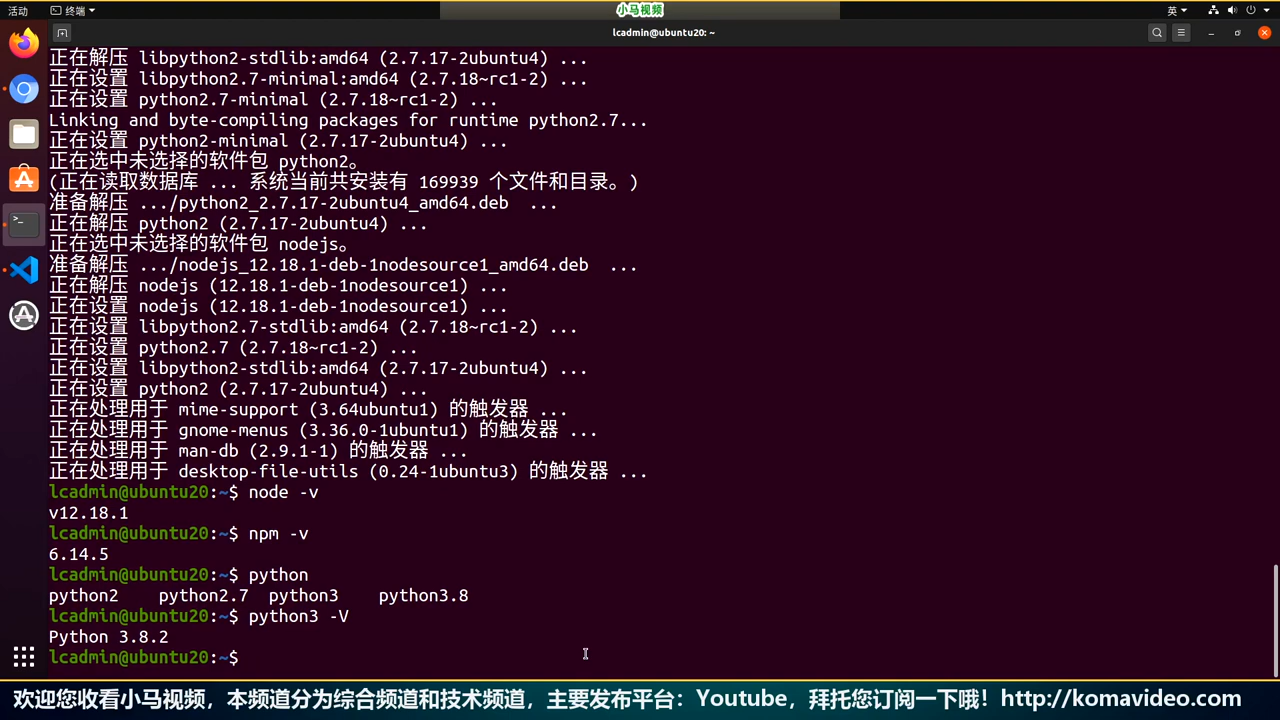 活动
终端
小马视频
英
lcadmin@ubuntu20: ~
正在解压 libpython2-stdlib:amd64 (2.7.17-2ubuntu4) ...
正在设置 libpython2.7-minimal:amd64 (2.7.18~rc1-2) ...
正在设置 python2.7-minimal (2.7.18~rc1-2) ...
Linking and byte-compiling packages for runtime python2.7...
正在设置 python2-minimal (2.7.17-2ubuntu4) ...
正在选中未选择的软件包 python2。
(正在读取数据库 ... 系统当前共安装有 169939 个文件和目录。)
准备解压 .../python2_2.7.17-2ubuntu4_amd64.deb  ...
正在解压 python2 (2.7.17-2ubuntu4) ...
正在选中未选择的软件包 nodejs。
准备解压 .../nodejs_12.18.1-deb-1nodesource1_amd64.deb  ...
正在解压 nodejs (12.18.1-deb-1nodesource1) ...
正在设置 nodejs (12.18.1-deb-1nodesource1) ...
正在设置 libpython2.7-stdlib:amd64 (2.7.18~rc1-2) ...
正在设置 python2.7 (2.7.18~rc1-2) ...
正在设置 libpython2-stdlib:amd64 (2.7.17-2ubuntu4) ...
正在设置 python2 (2.7.17-2ubuntu4) ...
正在处理用于 mime-support (3.64ubuntu1) 的触发器 ...
正在处理用于 gnome-menus (3.36.0-1ubuntu1) 的触发器 ...
正在处理用于 man-db (2.9.1-1) 的触发器 ...
正在处理用于 desktop-file-utils (0.24-1ubuntu3) 的触发器 ...
lcadmin@ubuntu20:~$ node -v
v12.18.1
lcadmin@ubuntu20:~$ npm -v
6.14.5
lcadmin@ubuntu20:~$ python
python2    python2.7  python3    python3.8
lcadmin@ubuntu20:~$ python3 -V
Python 3.8.2
lcadmin@ubuntu20:~$
欢迎您收看小马视频，本频道分为综合频道和技术频道，主要发布平台：Youtube，拜托您订阅一下哦！http://komavideo.com